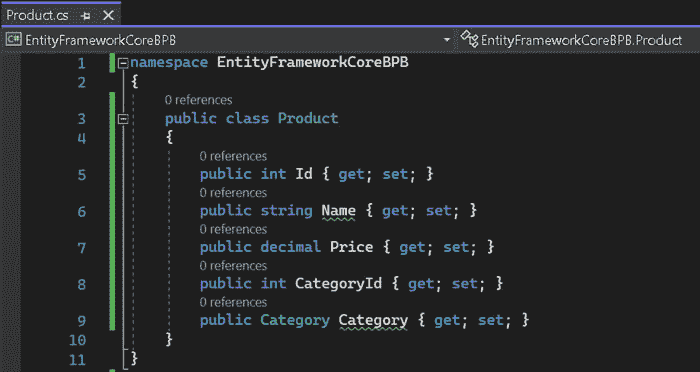 Product.cs
EntityFrameworkCoreBPB EntityFrameworkCoreBPB.Product
1 namespace EntityFrameworkCoreBPB
2 {
0 references
3 public class Product
4 {
0 references
5 public int Id { get; set; }
0 references
6 public string Name { get; set; }
0 references
7 public decimal Price { get; set; }
0 references
8 public int CategoryId { get; set; }
0 references
9 public Category Category { get; set; }
10 }
11 }